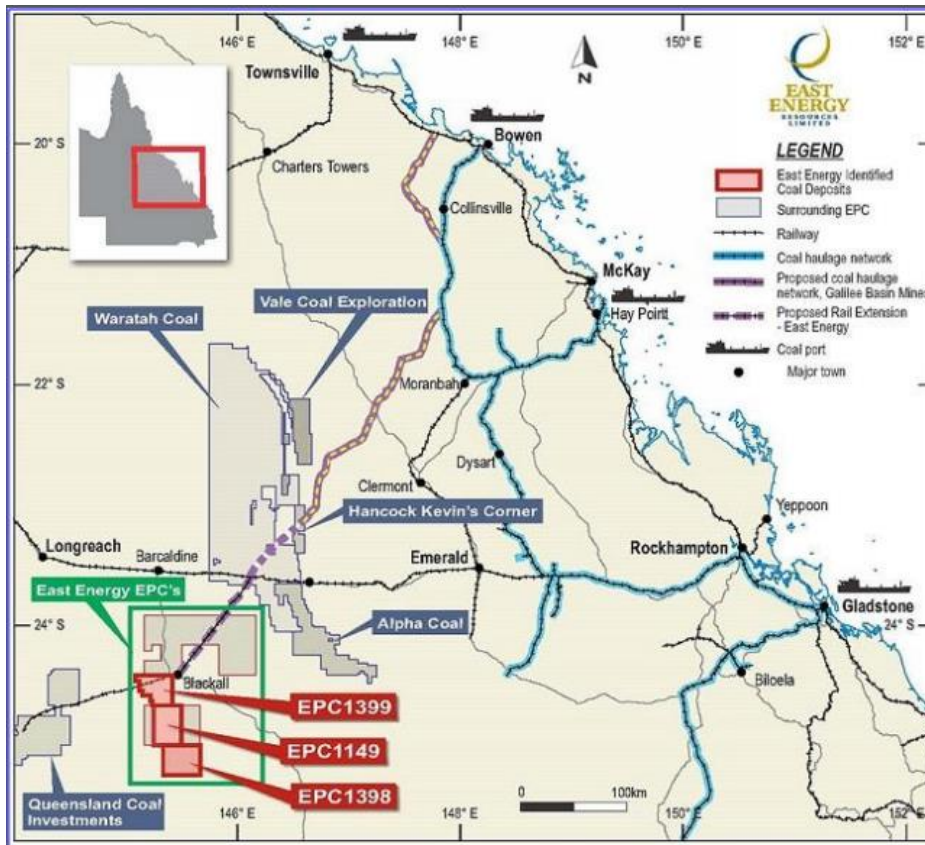 146° E
148° E
150° E
152° E
Townsville
N
EAST
ENERGY
RESOURCES
LIMITED
20° S
Bowen
Charters Towers
LEGEND
East Energy Identified
Coal Deposits
Surrounding EPC
Railway
Coal haulage network
Proposed coal haulage
network, Galilee Basin Mines
Proposed Rail Extension
- East Energy
Coal port
Major town
Collinsville
McKay
Hay Poirtt
Vale Coal Exploration
Waratah Coal
22° S
Moranbah
Dysart
Clermont
Hancock Kevin's Corner
Yeppoon
Longreach
Barcaldine
Emerald
Rockhampton
East Energy EPC's
Gladstone
24° S
Alpha Coal
24° S
Blackall
Biloela
EPC1399
EPC1149
EPC1398
Queensland Coal
Investments
0
100km
146° E
148° E
150° E
152° E